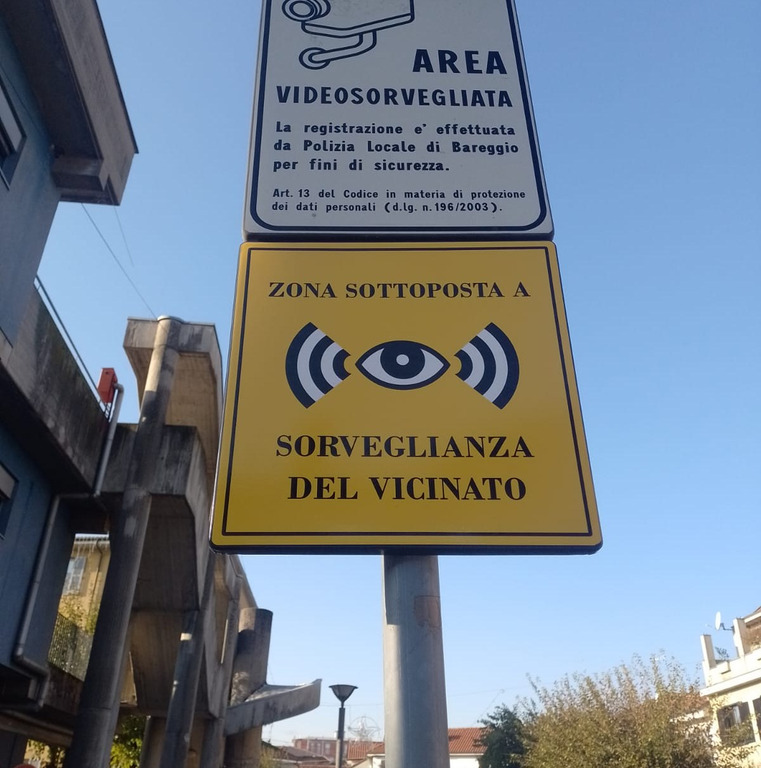 AREA
VIDEOSORVEGLIATA
La registrazione e' effettuata
da Polizia Locale di Bareggio
per fini di sicurezza.
Art. 13 del Codice in materia di protezione
dei dati personali (d.lg. n.196/2003).
ZONA SOTTOPOSTA A
SORVEGLIANZA
DEL VICINATO